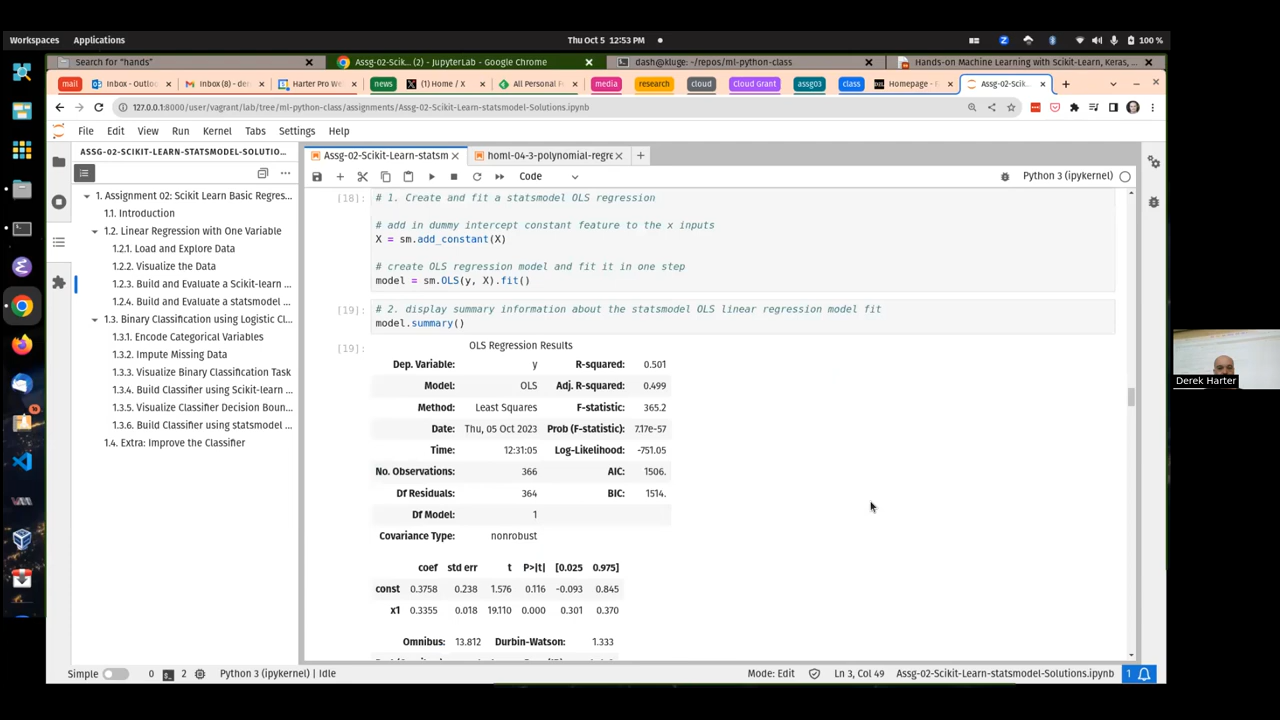 Workspaces Applications Thu Oct 5 12:53 PM 100 %
Search for "hands" Assg-02-Scik... (2) - JupyterLab - Google Chrome dash@kluge: ~/repos/ml-python-class Hands-on Machine Learning with Scikit-Learn, Keras, ...
mail Inbox - Outloo Inbox (8) - der Harter Pro We news (1) Home / X All Personal F media research cloud Cloud Grant assg03 class Homepage - Assg-02-Scik
127.0.0.1:8000/user/vagrant/lab/tree/ml-python-class/assignments/Assg-02-Scikit-Learn-statsmodel-Solutions.ipynb
File Edit View Run Kernel Tabs Settings Help
ASSG-02-SCIKIT-LEARN-STATSMODEL-SOLUTIO...
1. Assignment 02: Scikit Learn Basic Regres...
1.1. Introduction
1.2. Linear Regression with One Variable
1.2.1. Load and Explore Data
1.2.2. Visualize the Data
1.2.3. Build and Evaluate a Scikit-learn ...
1.2.4. Build and Evaluate a statsmodel ...
1.3. Binary Classification using Logistic Cl...
1.3.1. Encode Categorical Variables
1.3.2. Impute Missing Data
1.3.3. Visualize Binary Classification Task
1.3.4. Build Classifier using Scikit-learn ...
1.3.5. Visualize Classifier Decision Boun...
1.3.6. Build Classifier using statsmodel ...
1.4. Extra: Improve the Classifier
Assg-02-Scikit-Learn-statsm homl-04-3-polynomial-regre
Code Python 3 (ipykernel)
[18]: # 1. Create and fit a statsmodel OLS regression
# add in dummy intercept constant feature to the x inputs
X = sm.add_constant(X)
# create OLS regression model and fit it in one step
model = sm.OLS(y, X).fit()
[19]: # 2. display summary information about the statsmodel OLS linear regression model fit
model.summary()
[19]: OLS Regression Results
Dep. Variable: y R-squared: 0.501
Model: OLS Adj. R-squared: 0.499
Method: Least Squares F-statistic: 365.2
Date: Thu, 05 Oct 2023 Prob (F-statistic): 7.17e-57
Time: 12:31:05 Log-Likelihood: -751.05
No. Observations: 366 AIC: 1506.
Df Residuals: 364 BIC: 1514.
Df Model: 1
Covariance Type: nonrobust
coef std err t P>|t| [0.025 0.975]
const 0.3758 0.238 1.576 0.116 -0.093 0.845
x1 0.3355 0.018 19.110 0.000 0.301 0.370
Omnibus: 13.812 Durbin-Watson: 1.333
Derek Harter
Simple 0 2 Python 3 (ipykernel) | Idle Mode: Edit Ln 3, Col 49 Assg-02-Scikit-Learn-statsmodel-Solutions.ipynb 1